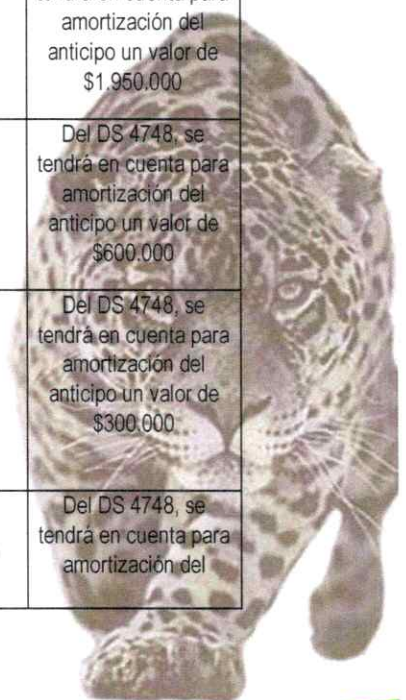 amortización del
anticipo un valor de
$1.950.000
Del DS 4748, se
tendrá en cuenta para
amortización del
anticipo un valor de
$600.000
Del DS 4748, se
tendrá en cuenta para
amortización del
anticipo un valor de
$300.000
Del DS 4748, se
tendrá en cuenta para
amortización del